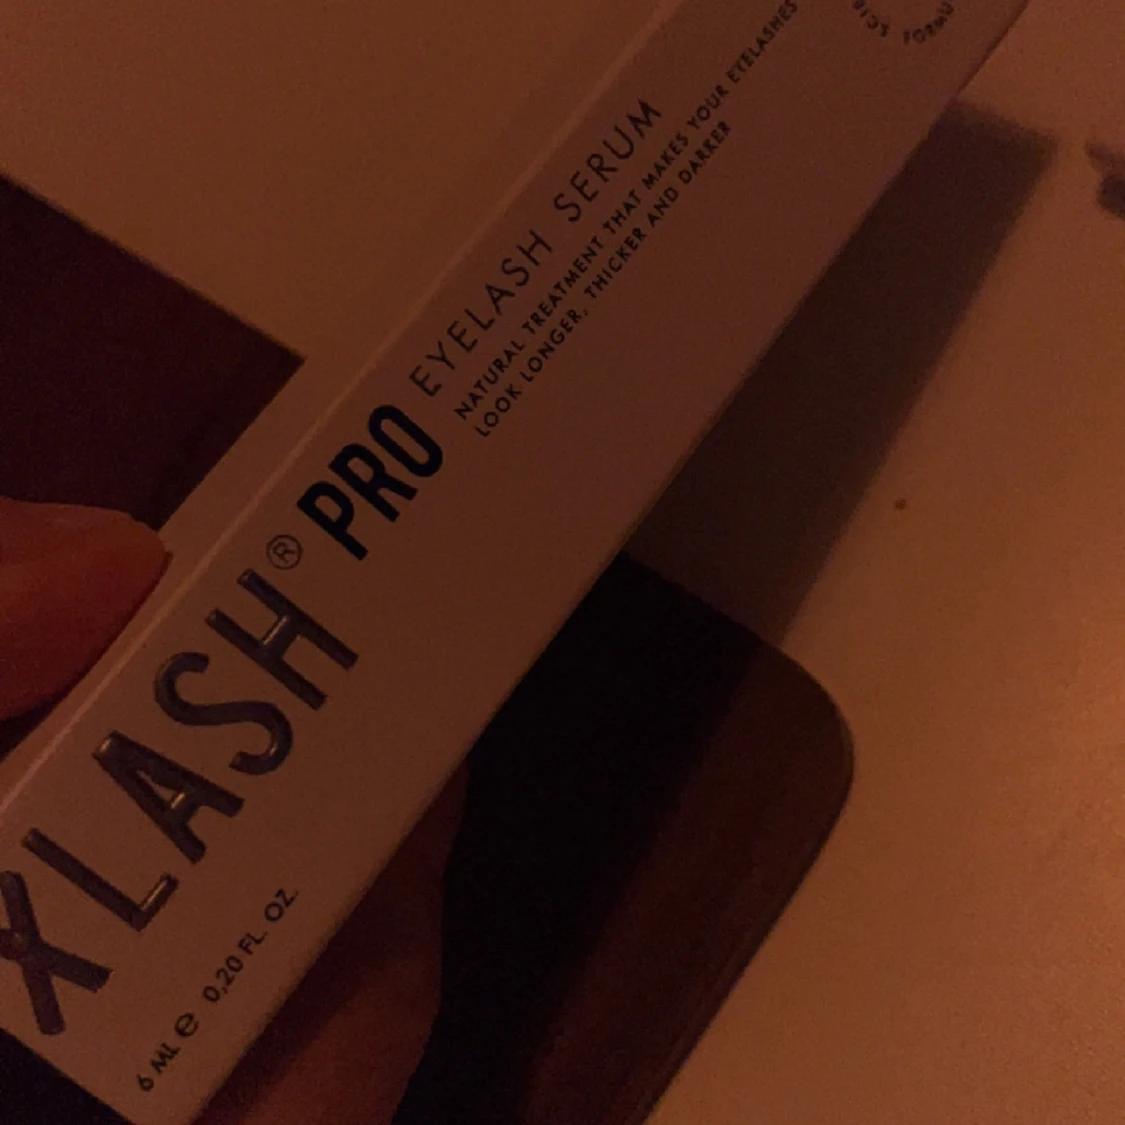 XLASH® PRO
EYELASH SERUM
NATURAL TREATMENT THAT MAKES YOUR EYELASHES
LOOK LONGER, THICKER AND DARKER
6 ML e 0,20 FL. OZ.